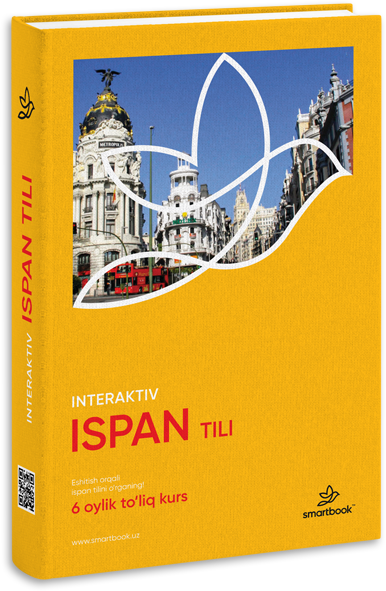 METROPOLIS
INTERAKTIV ISPAN TILI
INTERAKTIV
ISPAN TILI
Eshitish orqali
ispan tilini o'rganing!
6 oylik to'liq kurs
www.smartbook.uz
smartbook™